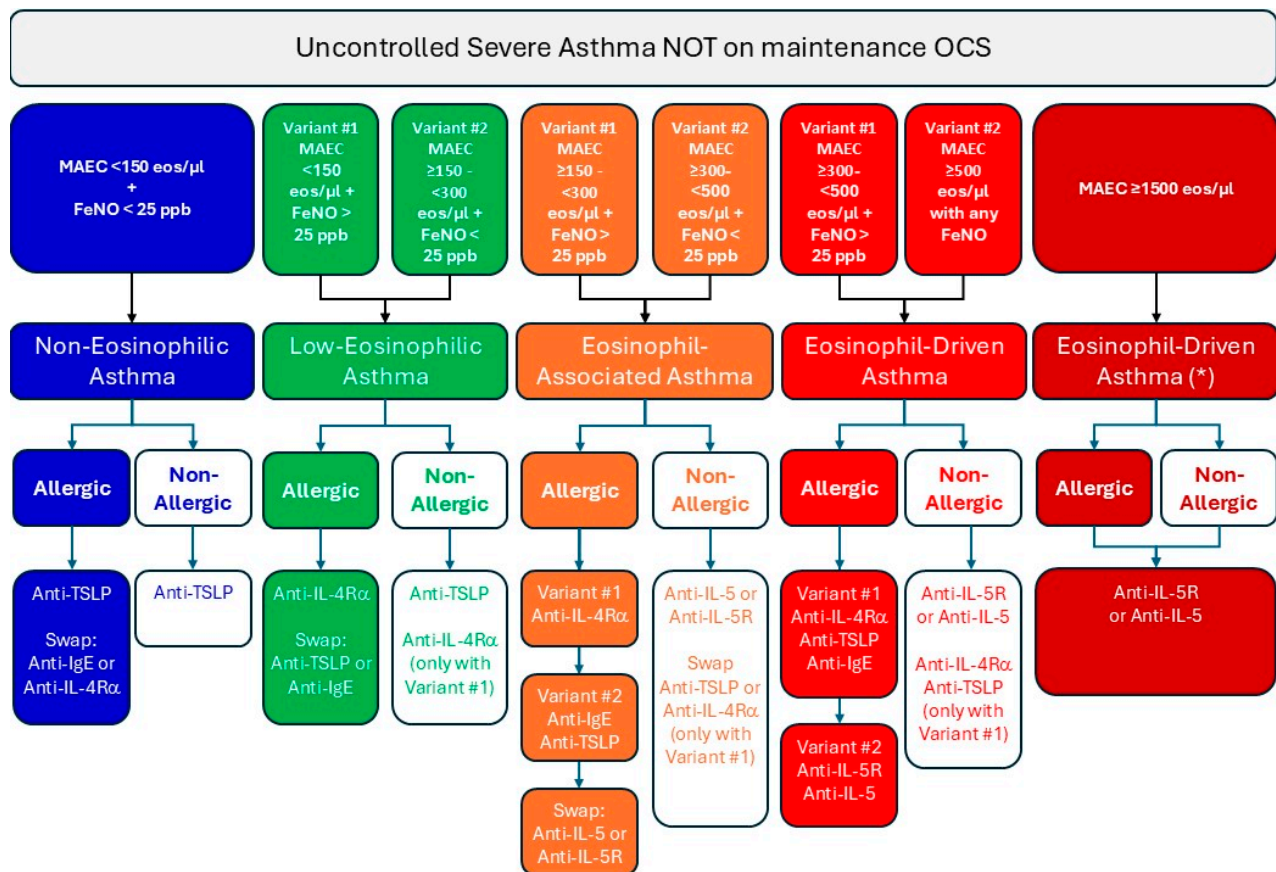 Uncontrolled Severe Asthma NOT on maintenance OCS
MAEC <150 eos/µl
+
FeNO < 25 ppb
Variant #1
MAEC
<150
eos/µl +
FeNO >
25 ppb
Variant #2
MAEC
≥150 -
<300
eos/µl +
FeNO <
25 ppb
Variant #1
MAEC
≥150 -
<300
eos/µl +
FeNO >
25 ppb
Variant #2
MAEC
≥300-
<500
eos/µl +
FeNO <
25 ppb
Variant #1
MAEC
≥300-
<500
eos/µl +
FeNO >
25 ppb
Variant #2
MAEC
≥500
eos/µl
with any
FeNO
MAEC ≥1500 eos/µl
Non-Eosinophilic
Asthma
Low-Eosinophilic
Asthma
Eosinophil-
Associated Asthma
Eosinophil-Driven
Asthma
Eosinophil-Driven
Asthma (*)
Allergic
Non-
Allergic
Allergic
Non-
Allergic
Allergic
Non-
Allergic
Allergic
Non-
Allergic
Allergic
Non-
Allergic
Anti-TSLP
Swap:
Anti-IgE or
Anti-IL-4Rα
Anti-TSLP
Anti-IL-4Rα
Swap:
Anti-TSLP or
Anti-IgE
Anti-TSLP
Anti-IL-4Rα
(only with
Variant #1)
Variant #1
Anti-IL-4Rα
Variant #2
Anti-IgE
Anti-TSLP
Swap:
Anti-IL-5 or
Anti-IL-5R
Anti-IL-5 or
Anti-IL-5R
Swap
Anti-TSLP or
Anti-IL-4Rα
(only with
Variant #1)
Variant #1
Anti-IL-4Rα
Anti-TSLP
Anti-IgE
Variant #2
Anti-IL-5R
Anti-IL-5
Anti-IL-5R
or Anti-IL-5
Anti-IL-4Rα
Anti-TSLP
(only with
Variant #1)
Anti-IL-5R
or Anti-IL-5